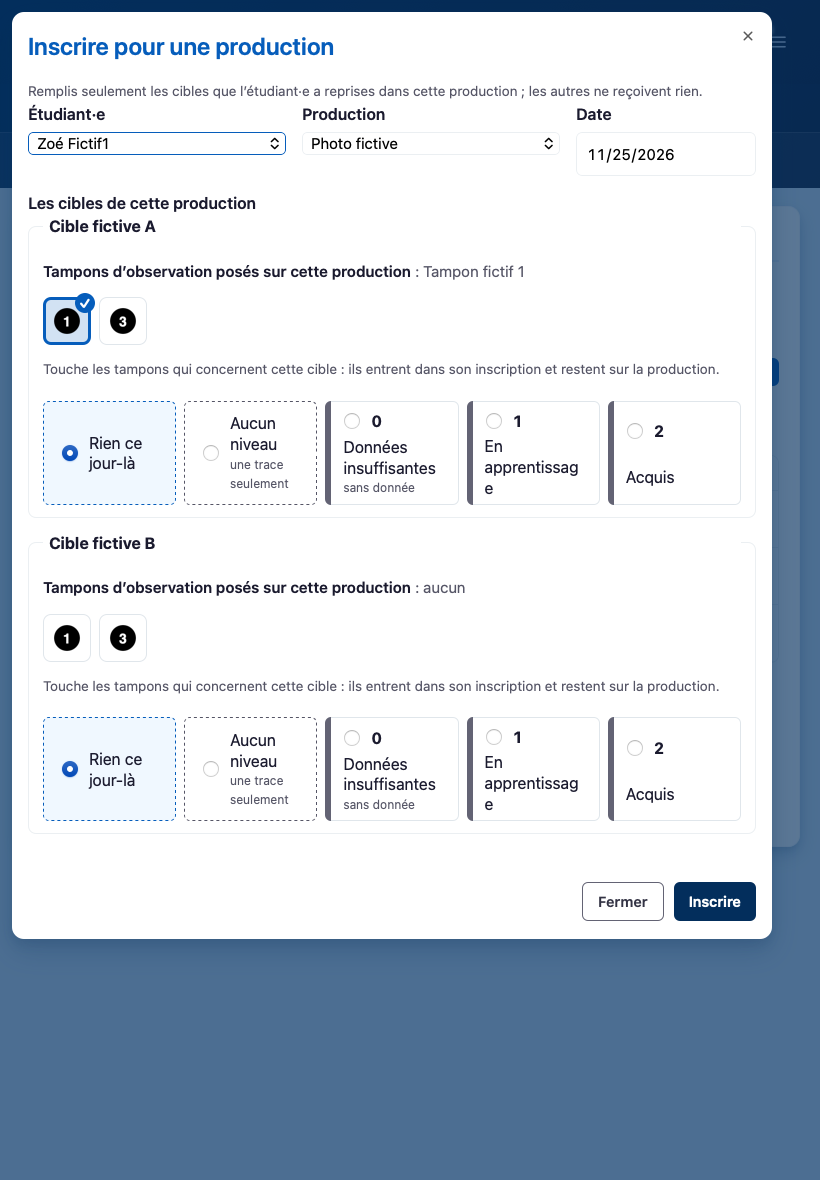 Inscrire pour une production
×
Remplis seulement les cibles que l’étudiant·e a reprises dans cette production ; les autres ne reçoivent rien.
Étudiant·e
Production
Date
Zoé Fictif1
Photo fictive
11/25/2026
Les cibles de cette production
Cible fictive A
Tampons d’observation posés sur cette production : Tampon fictif 1
1
3
Touche les tampons qui concernent cette cible : ils entrent dans son inscription et restent sur la production.
Rien ce
jour-là
Aucun
niveau
une trace
seulement
0
Données
insuffisantes
sans donnée
1
En
apprentissag
e
2
Acquis
Cible fictive B
Tampons d’observation posés sur cette production : aucun
1
3
Touche les tampons qui concernent cette cible : ils entrent dans son inscription et restent sur la production.
Rien ce
jour-là
Aucun
niveau
une trace
seulement
0
Données
insuffisantes
sans donnée
1
En
apprentissag
e
2
Acquis
Fermer
Inscrire